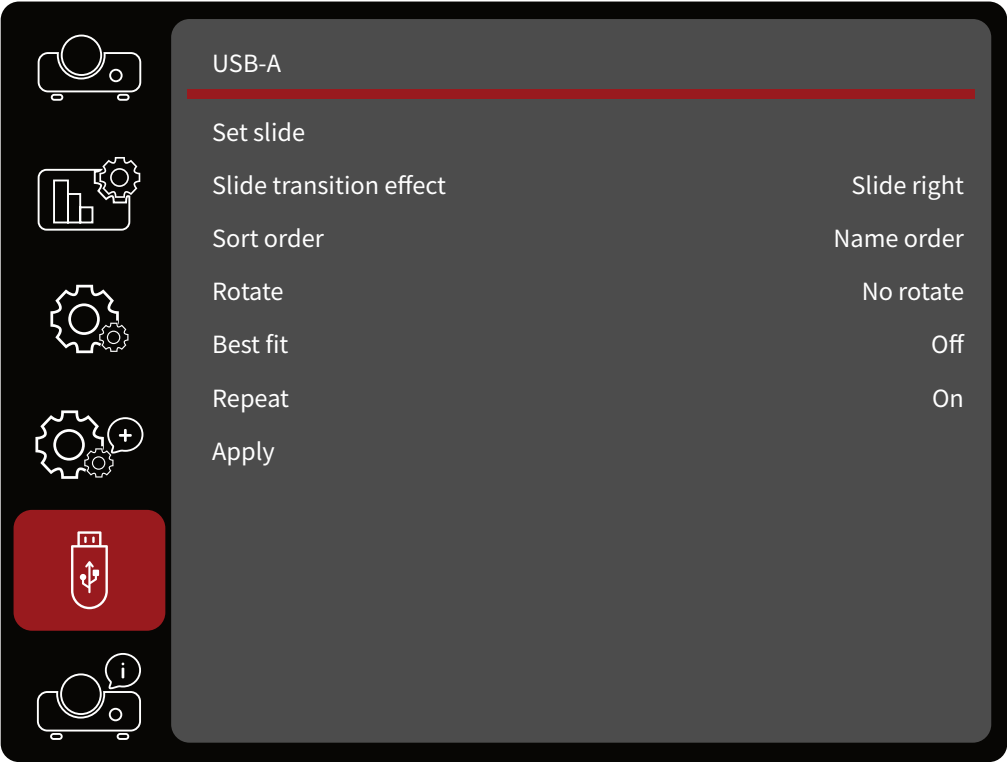 USB-A
Set slide
Slide transition effect Slide right
Sort order Name order
Rotate No rotate
Best fit Off
Repeat On
Apply